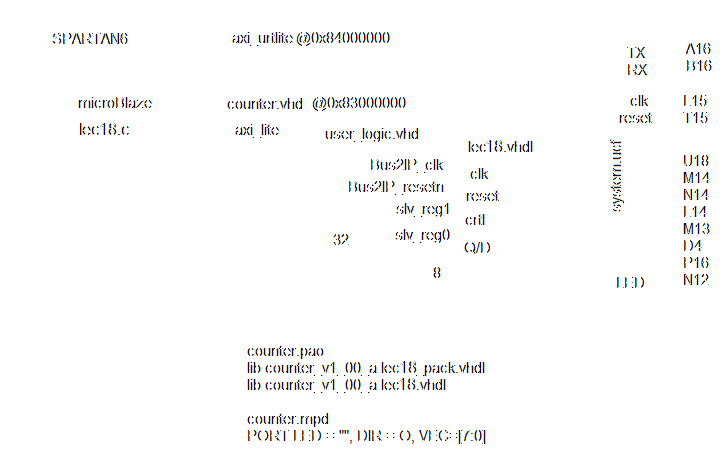 SPARTAN6
axi_urtlite @0x84000000
TX A16
RX B16
microBlaze
counter.vhd @0x83000000
clk L15
lec18.c
axi_lite
user_logic.vhd
reset T15
lec18.vhdl
system.ucf
Bus2IP_clk
clk
U18
Bus2IP_resetn
reset
M14
N14
slv_reg1
crtl
L14
32
slv_reg0
Q/D
M13
D4
8
P16
LED N12
counter.pao
lib counter_v1_00_a lec18_pack.vhdl
lib counter_v1_00_a lec18.vhdl
counter.mpd
PORT LED = "", DIR = O, VEC=[7:0]